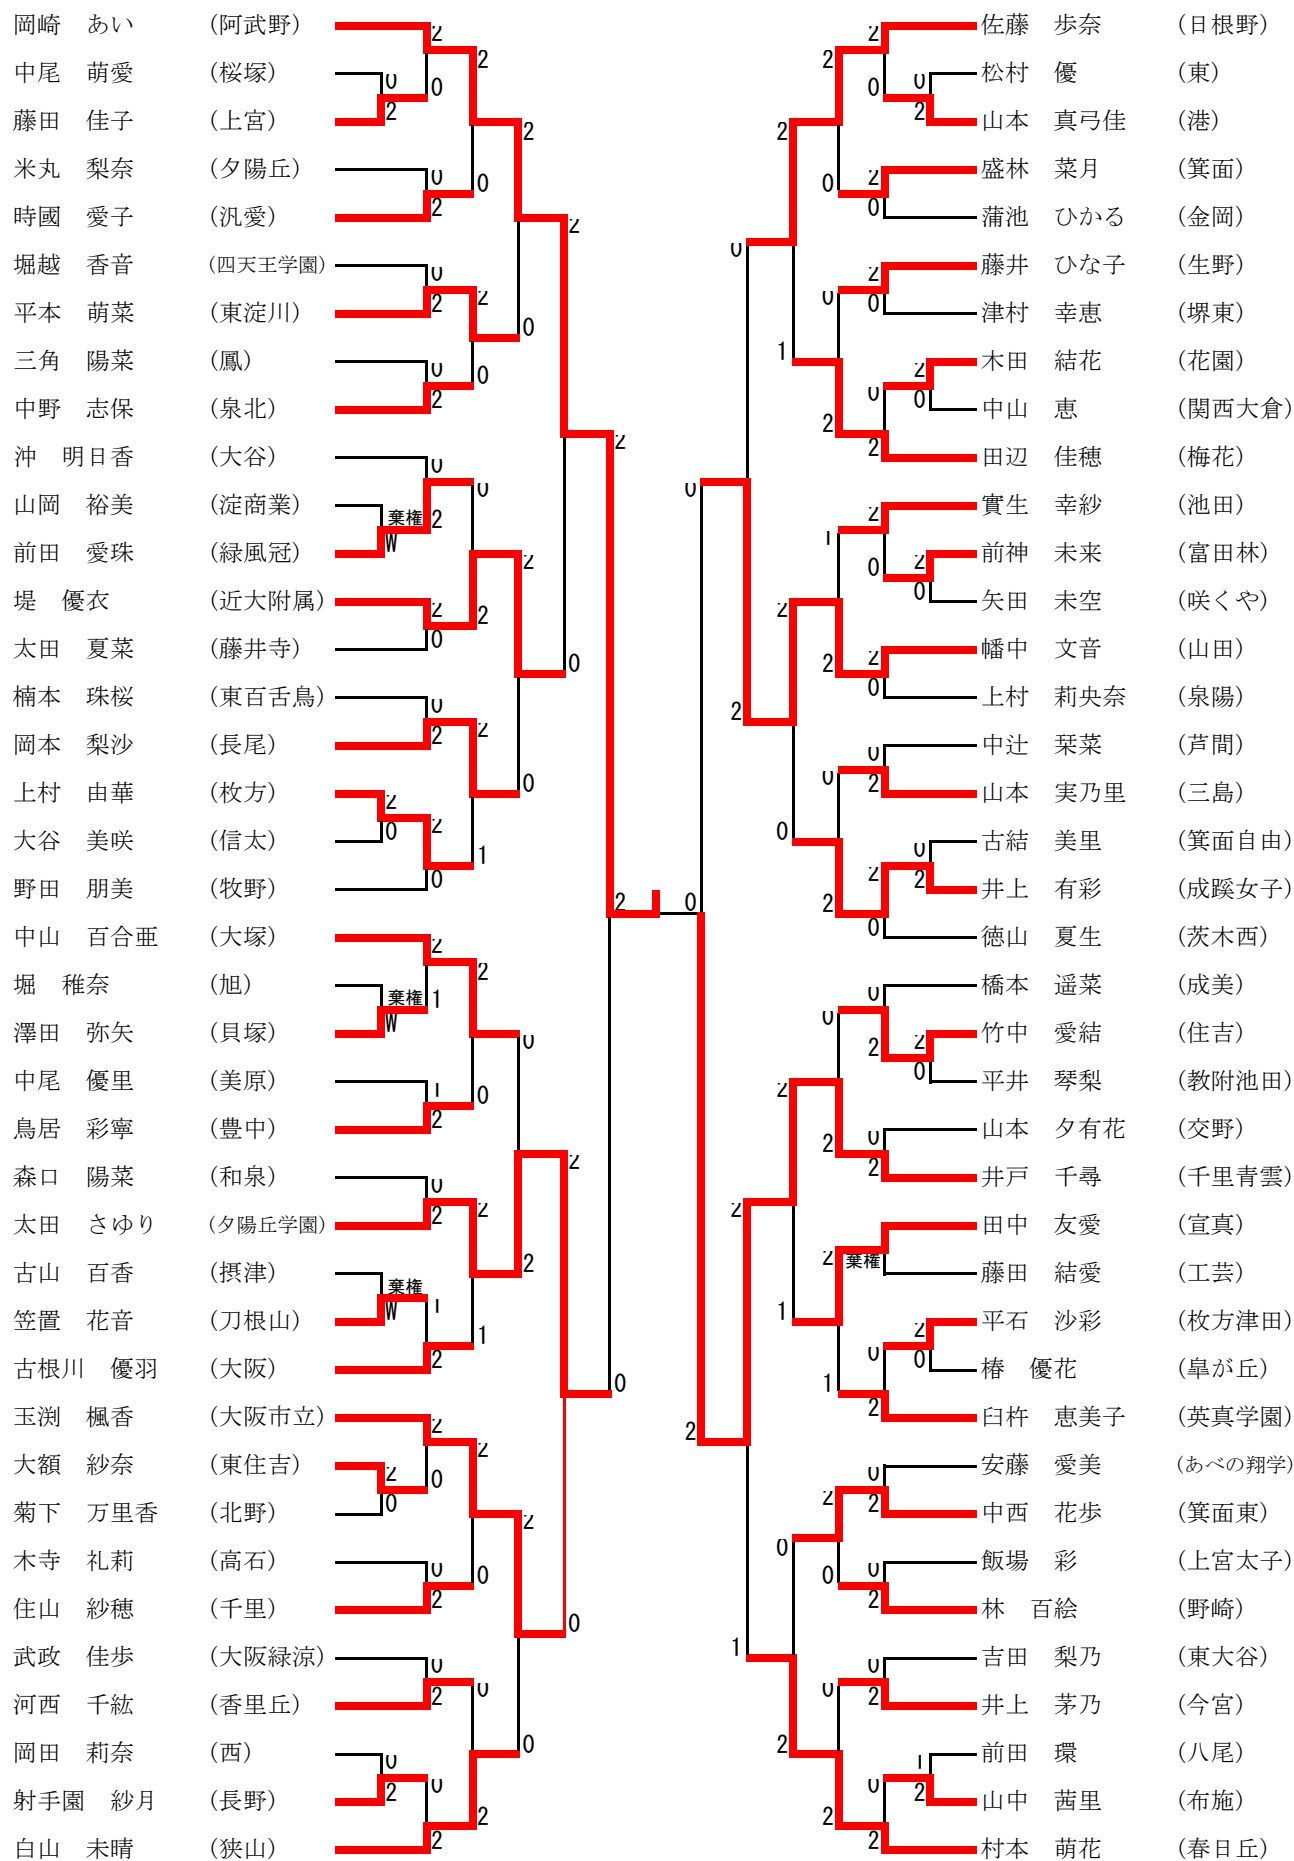 岡崎 あい (阿武野)
中尾 萌愛 (桜塚)
藤田 佳子 (上宮)
米丸 梨奈 (夕陽丘)
時國 愛子 (汎愛)
堀越 香音 (四天王学園)
平本 萌菜 (東淀川)
三角 陽菜 (鳳)
中野 志保 (泉北)
沖 明日香 (大谷)
山岡 裕美 (淀商業)
棄権
前田 愛珠 (緑風冠)
W
堤 優衣 (近大附属)
太田 夏菜 (藤井寺)
楠本 珠桜 (東百舌鳥)
岡本 梨沙 (長尾)
上村 由華 (枚方)
大谷 美咲 (信太)
野田 朋美 (牧野)
中山 百合亜 (大塚)
堀 稚奈 (旭)
棄権
澤田 弥矢 (貝塚)
W
中尾 優里 (美原)
鳥居 彩寧 (豊中)
森口 陽菜 (和泉)
太田 さゆり (夕陽丘学園)
古山 百香 (摂津)
棄権
笠置 花音 (刀根山)
W
古根川 優羽 (大阪)
玉渕 楓香 (大阪市立)
大額 紗奈 (東住吉)
菊下 万里香 (北野)
木寺 礼莉 (高石)
住山 紗穂 (千里)
武政 佳歩 (大阪緑涼)
河西 千紘 (香里丘)
岡田 莉奈 (西)
射手園 紗月 (長野)
白山 未晴 (狭山)
佐藤 歩奈 (日根野)
松村 優 (東)
山本 真弓佳 (港)
盛林 菜月 (箕面)
蒲池 ひかる (金岡)
藤井 ひな子 (生野)
津村 幸恵 (堺東)
木田 結花 (花園)
中山 恵 (関西大倉)
田辺 佳穂 (梅花)
實生 幸紗 (池田)
前神 未来 (富田林)
矢田 未空 (咲くや)
幡中 文音 (山田)
上村 莉央奈 (泉陽)
中辻 栞菜 (芦間)
山本 実乃里 (三島)
古結 美里 (箕面自由)
井上 有彩 (成蹊女子)
徳山 夏生 (茨木西)
橋本 遥菜 (成美)
竹中 愛結 (住吉)
平井 琴梨 (教附池田)
山本 夕有花 (交野)
井戸 千尋 (千里青雲)
田中 友愛 (宣真)
棄権
藤田 結愛 (工芸)
平石 沙彩 (枚方津田)
椿 優花 (皐が丘)
臼杵 恵美子 (英真学園)
安藤 愛美 (あべの翔学)
中西 花歩 (箕面東)
飯場 彩 (上宮太子)
林 百絵 (野崎)
吉田 梨乃 (東大谷)
井上 茅乃 (今宮)
前田 環 (八尾)
山中 茜里 (布施)
村本 萌花 (春日丘)